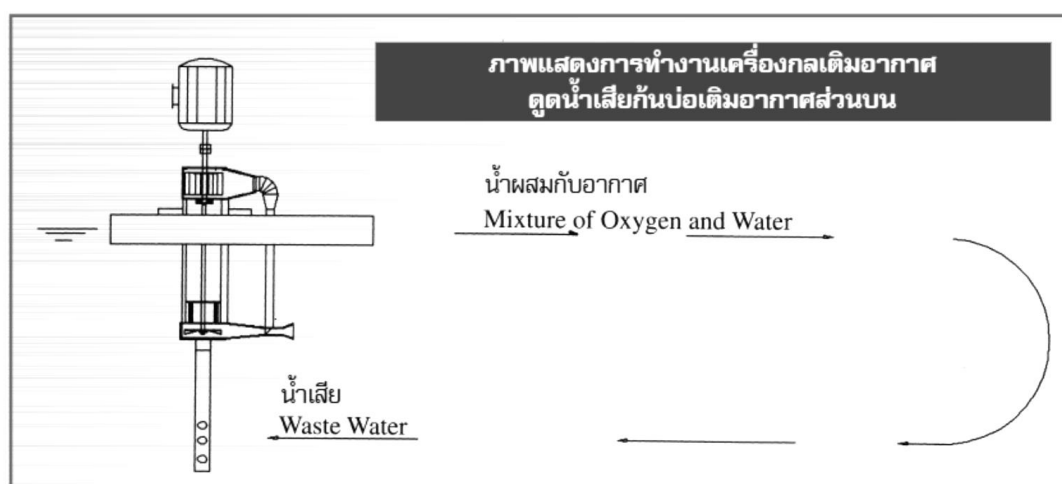 ภาพแสดงการทำงานเครื่องกลเติมอากาศ
ดูดน้ำเสียก้นบ่อเติมอากาศส่วนบน
น้ำผสมกับอากาศ
Mixture of Oxygen and Water
น้ำเสีย
Waste Water